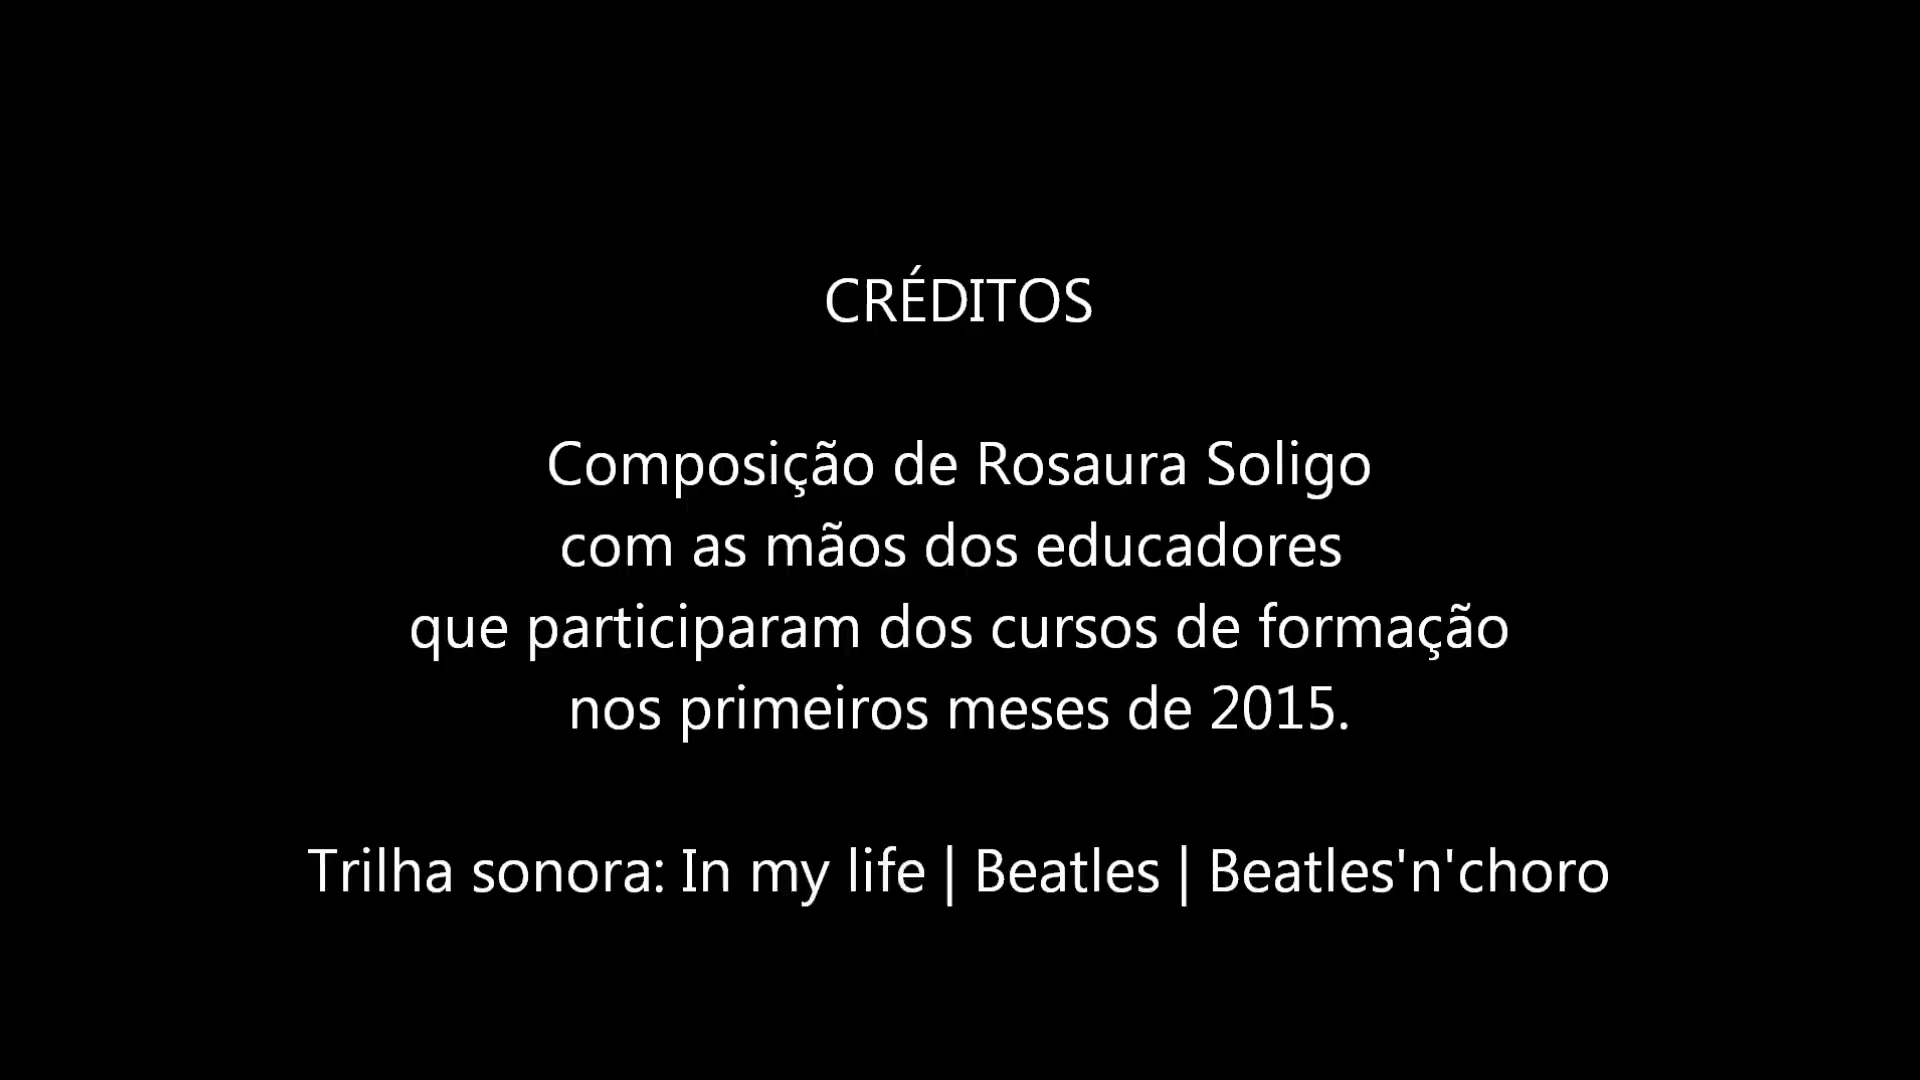 CRÉDITOS
Composição de Rosaura Soligo
com as mãos dos educadores
que participaram dos cursos de formação
nos primeiros meses de 2015.
Trilha sonora: In my life | Beatles | Beatles'n'choro